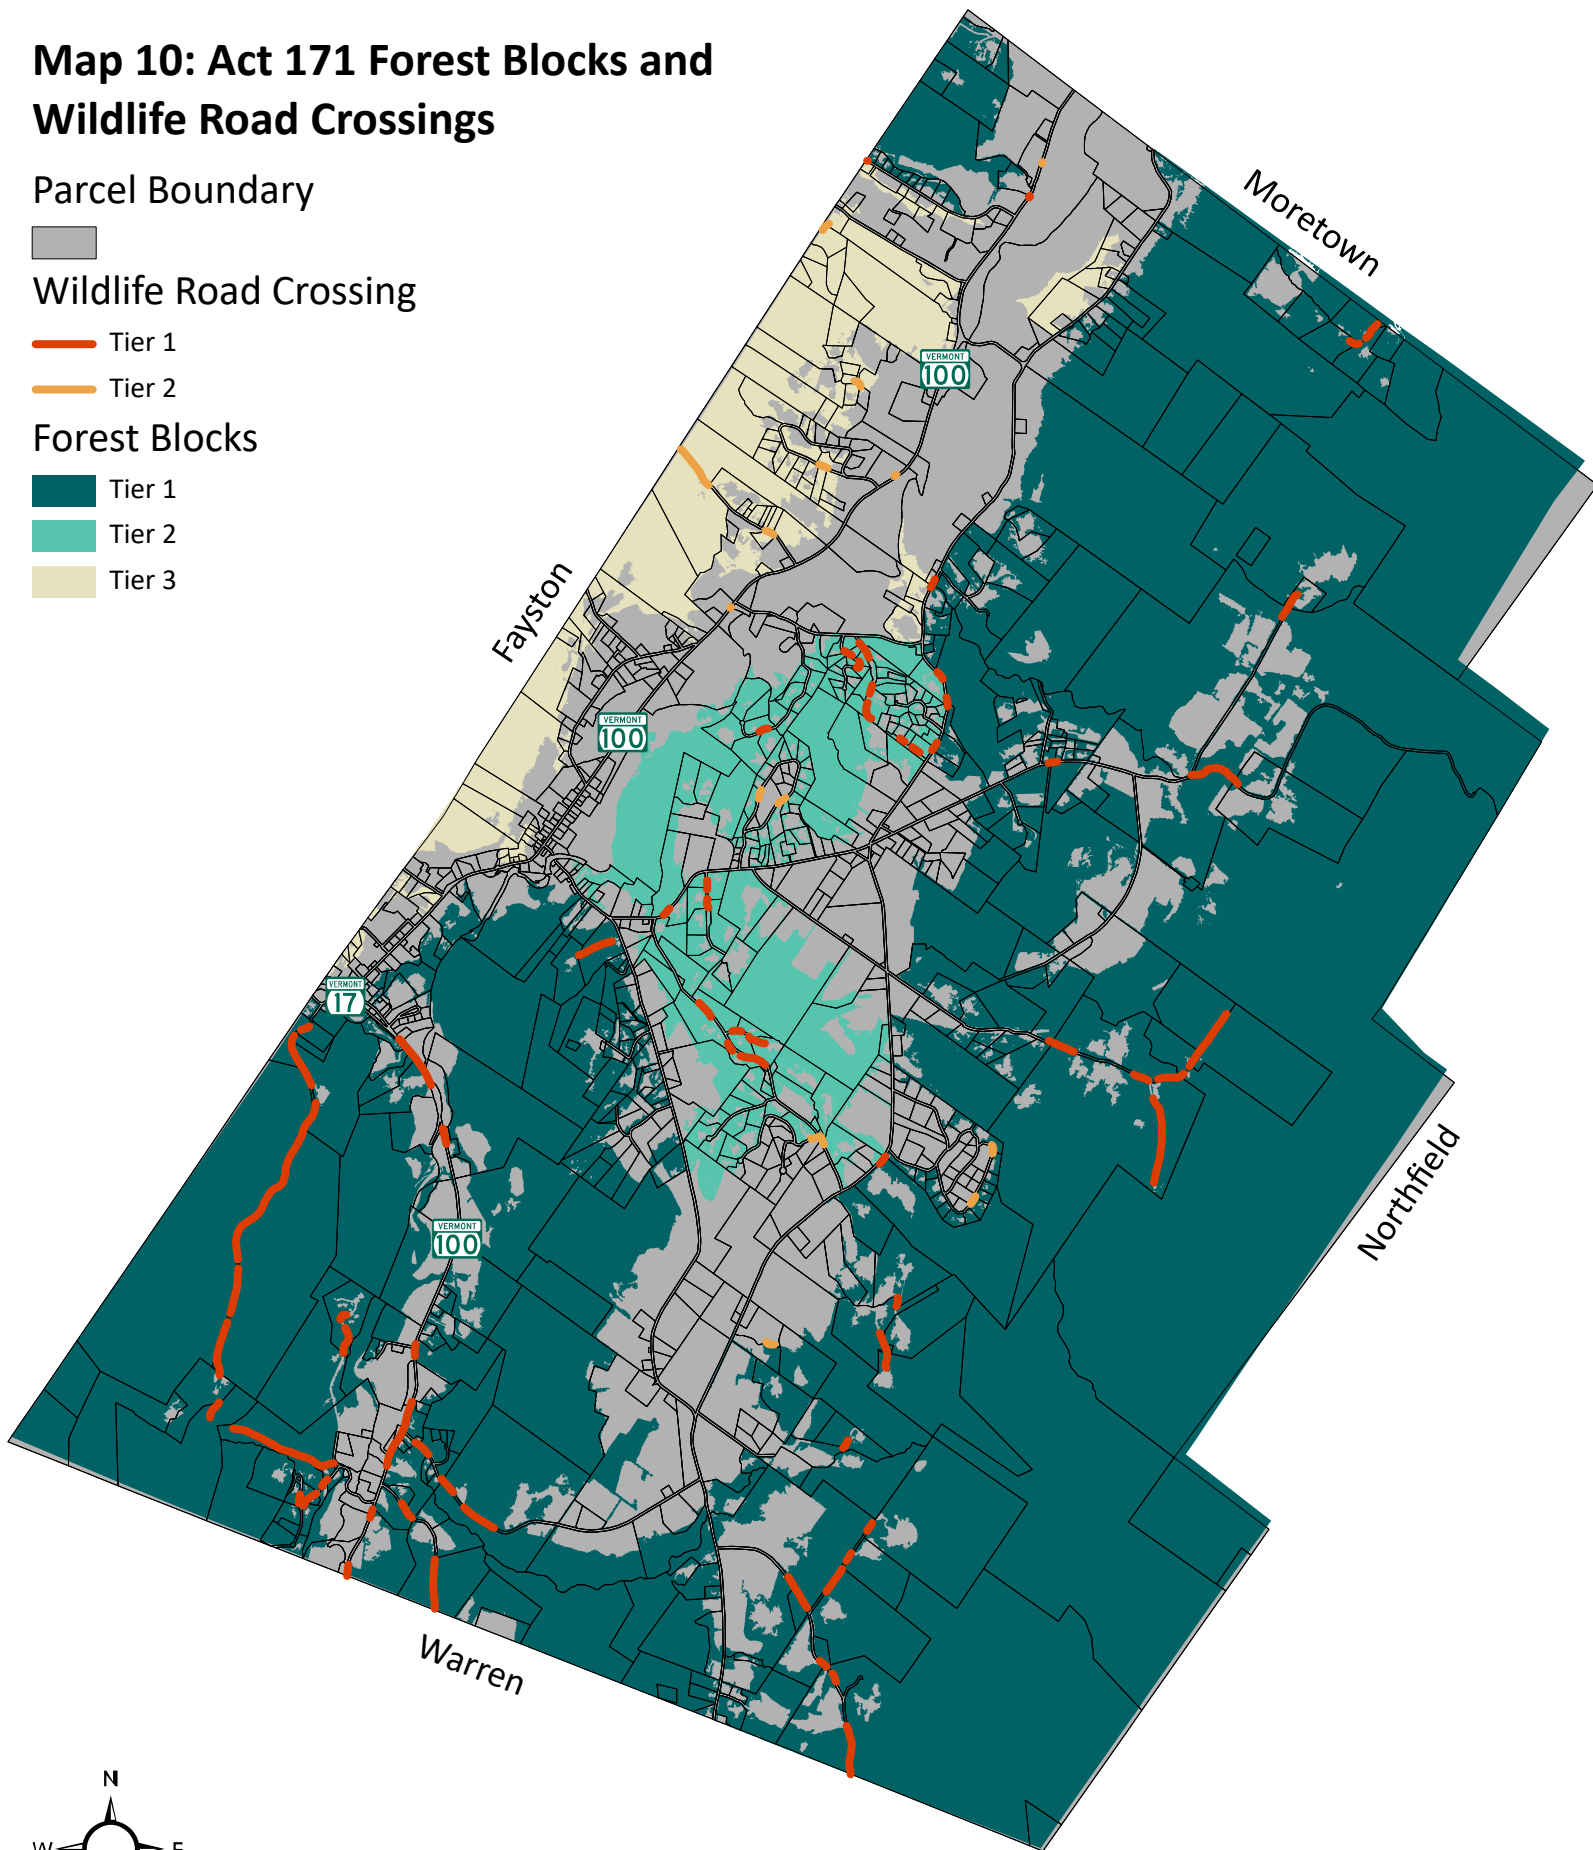 Map 10: Act 171 Forest Blocks and
Wildlife Road Crossings
Parcel Boundary
Wildlife Road Crossing
Tier 1
Tier 2
Forest Blocks
Tier 1
Tier 2
Tier 3
Moretown
VERMONT
100
Fayston
VERMONT
100
VERMONT
17
Northfield
VERMONT
100
Warren
N
W E